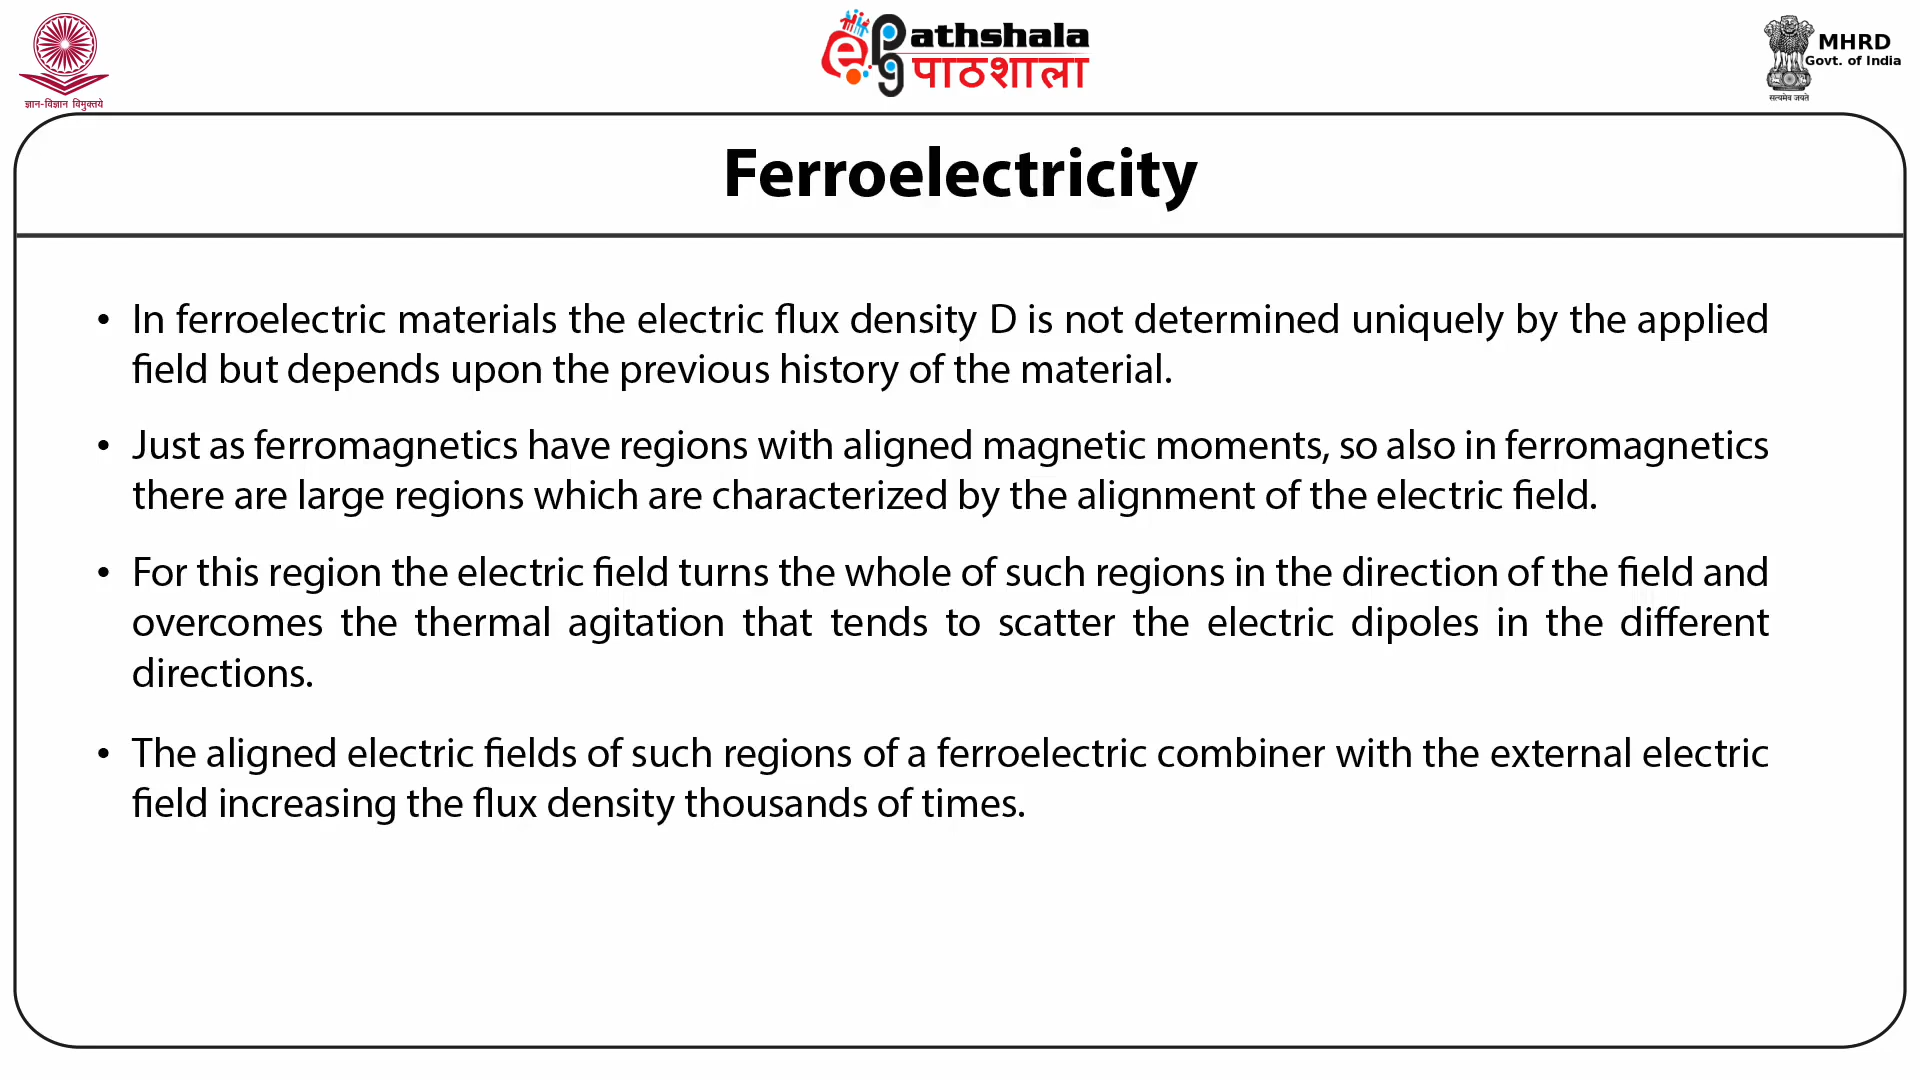 ज्ञान-विज्ञान विमुक्तये
ePg Pathshala
पाठशाला
MHRD
Govt. of India
सत्यमेव जयते
Ferroelectricity
• In ferroelectric materials the electric flux density D is not determined uniquely by the applied
field but depends upon the previous history of the material.
• Just as ferromagnetics have regions with aligned magnetic moments, so also in ferromagnetics
there are large regions which are characterized by the alignment of the electric field.
• For this region the electric field turns the whole of such regions in the direction of the field and
overcomes the thermal agitation that tends to scatter the electric dipoles in the different
directions.
• The aligned electric fields of such regions of a ferroelectric combiner with the external electric
field increasing the flux density thousands of times.